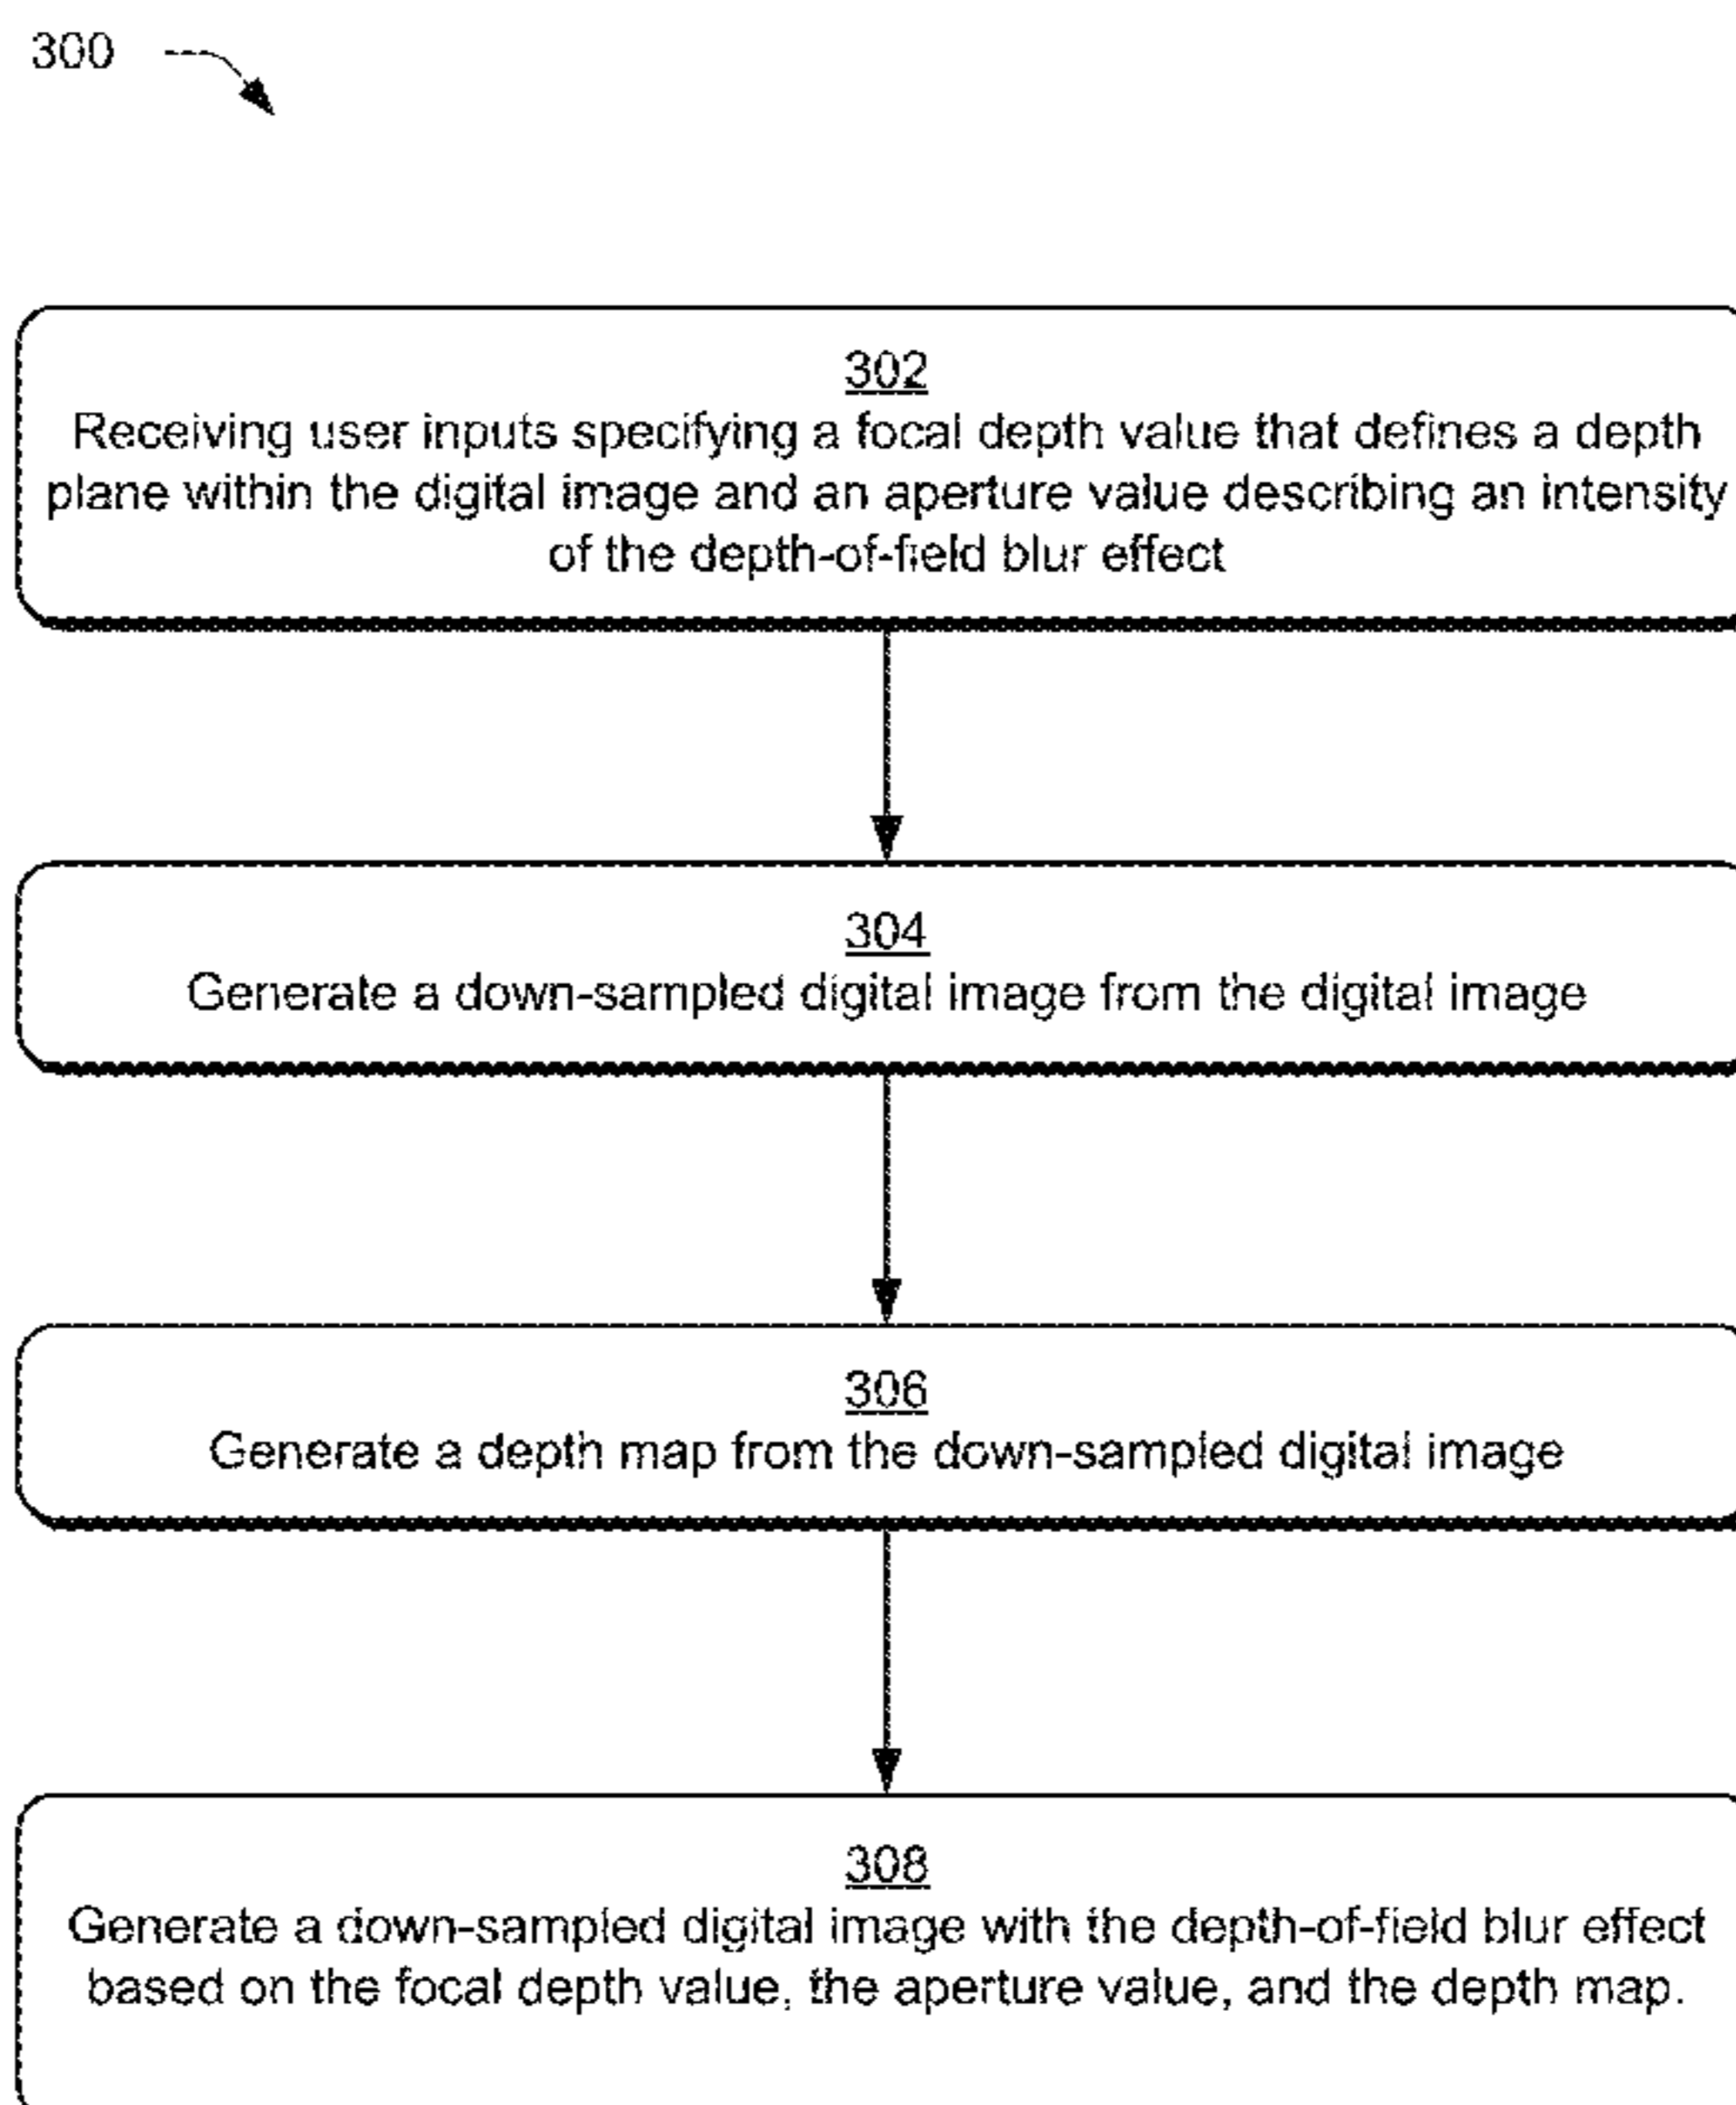 300
302
Receiving user inputs specifying a focal depth value that defines a depth
plane within the digital image and an aperture value describing an intensity
of the depth-of-field blur effect
304
Generate a down-sampled digital image from the digital image
306
Generate a depth map from the down-sampled digital image
308
Generate a down-sampled digital image with the depth-of-field blur effect
based on the focal depth value, the aperture value, and the depth map.